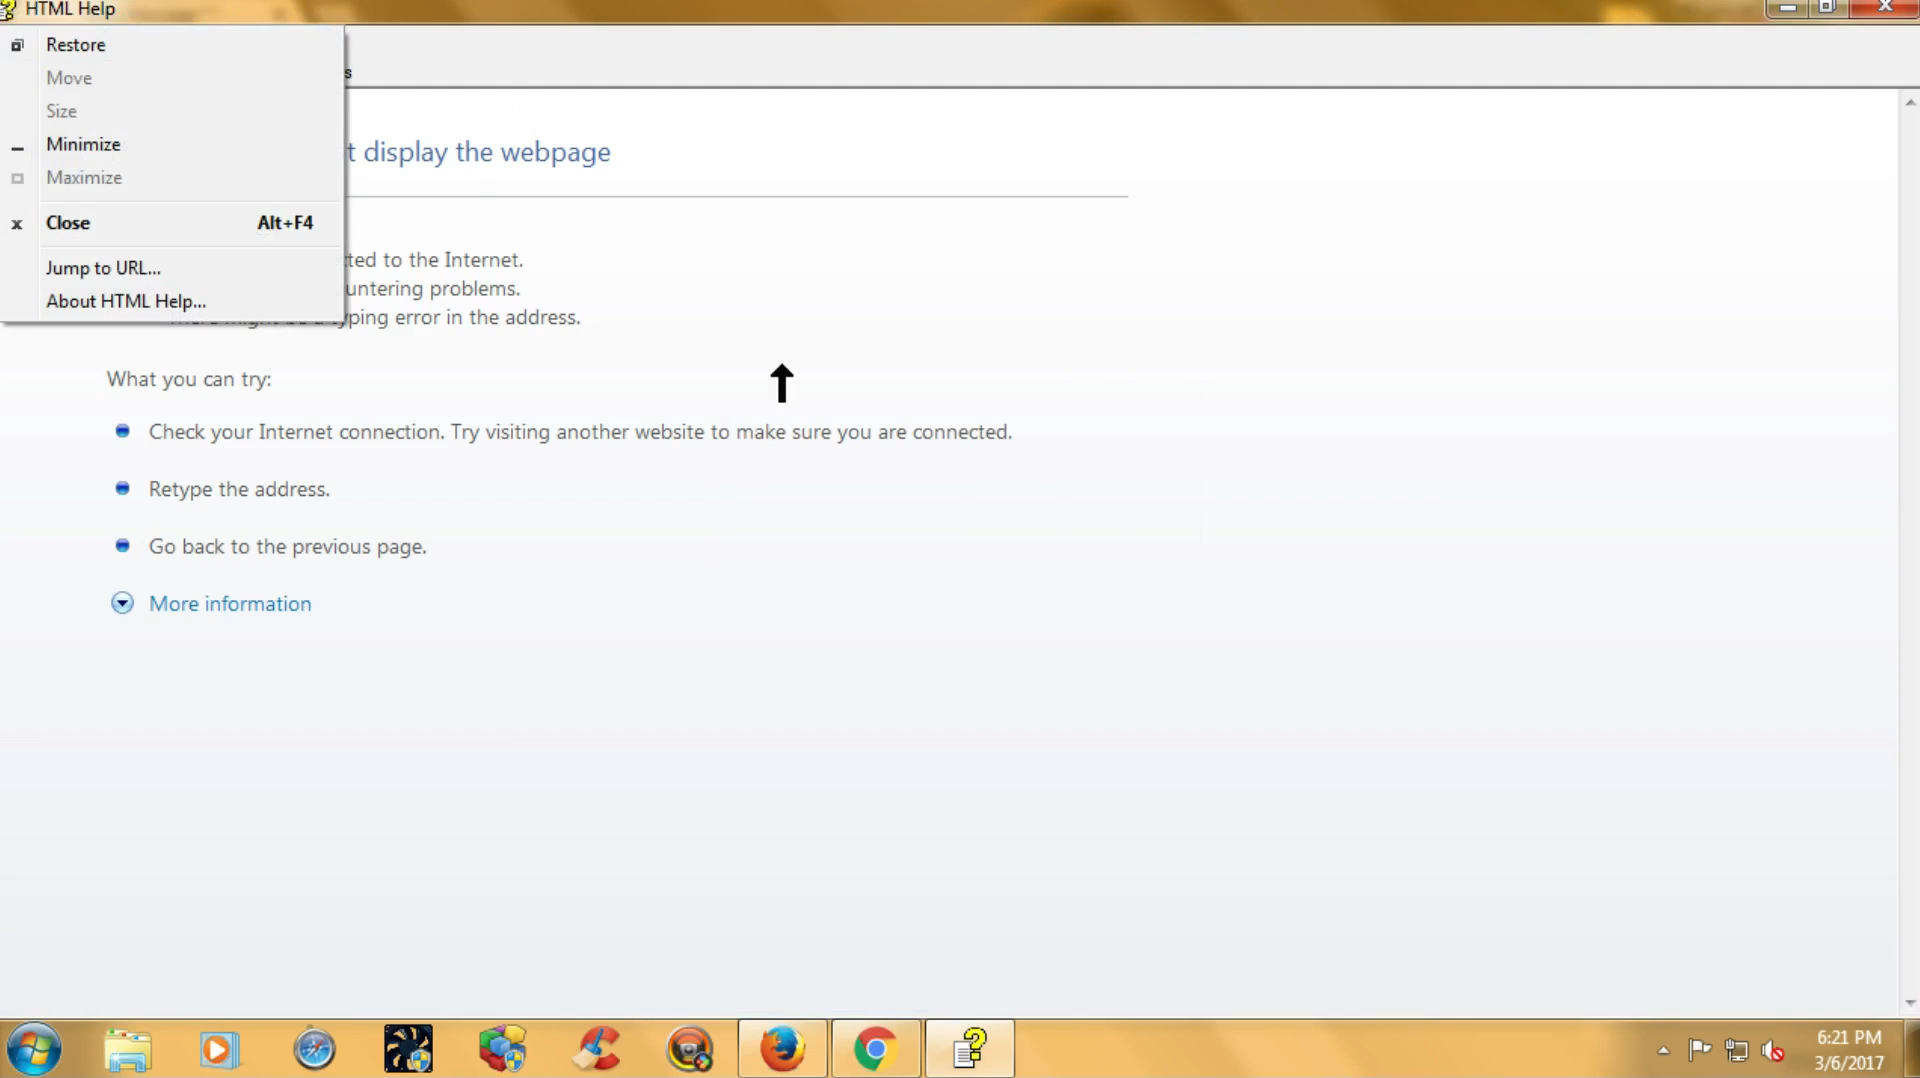 HTML Help
Restore
Move
s
Size
Minimize
t display the webpage
Maximize
Close Alt+F4
ted to the Internet.
Jump to URL...
untering problems.
About HTML Help...
typing error in the address.
What you can try:
Check your Internet connection. Try visiting another website to make sure you are connected.
Retype the address.
Go back to the previous page.
More information
6:21 PM
3/6/2017